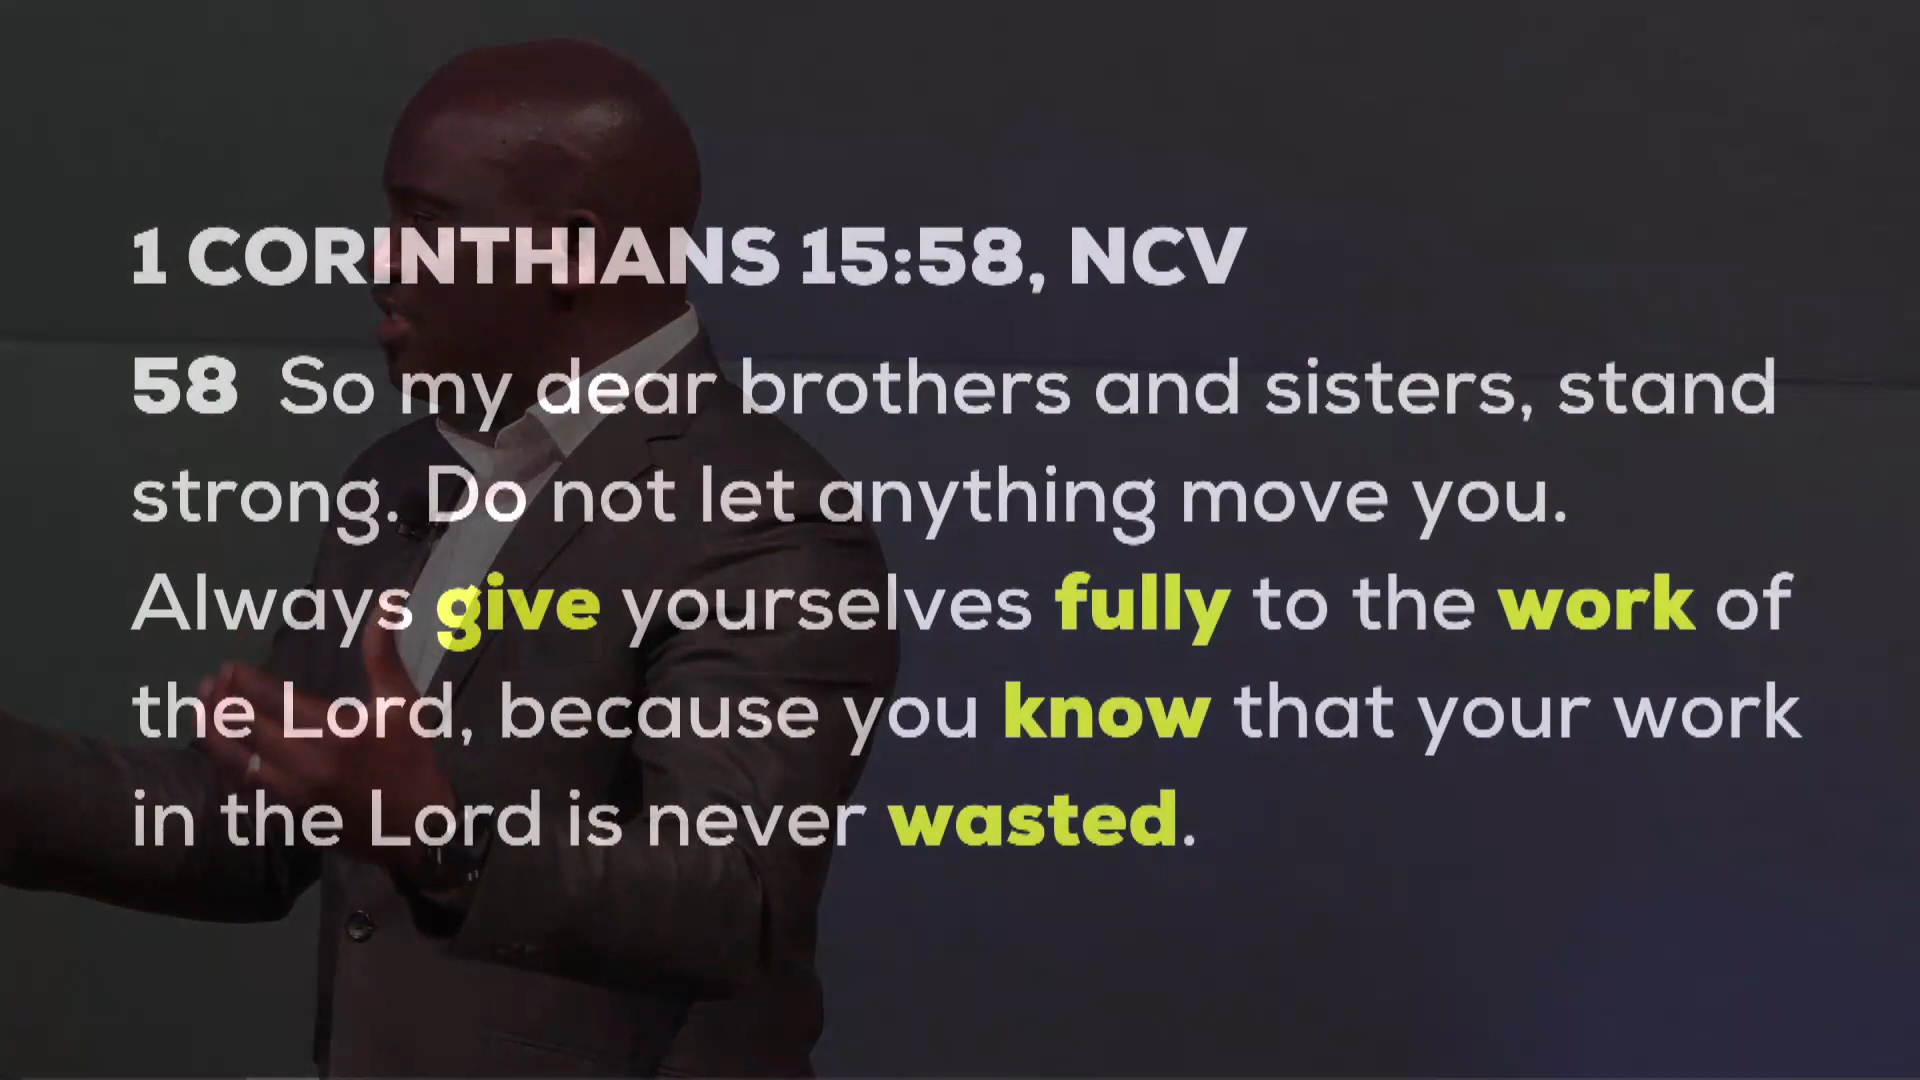 1 CORINTHIANS 15:58, NCV
58 So my dear brothers and sisters, stand
strong. Do not let anything move you.
Always give yourselves fully to the work of
the Lord, because you know that your work
in the Lord is never wasted.